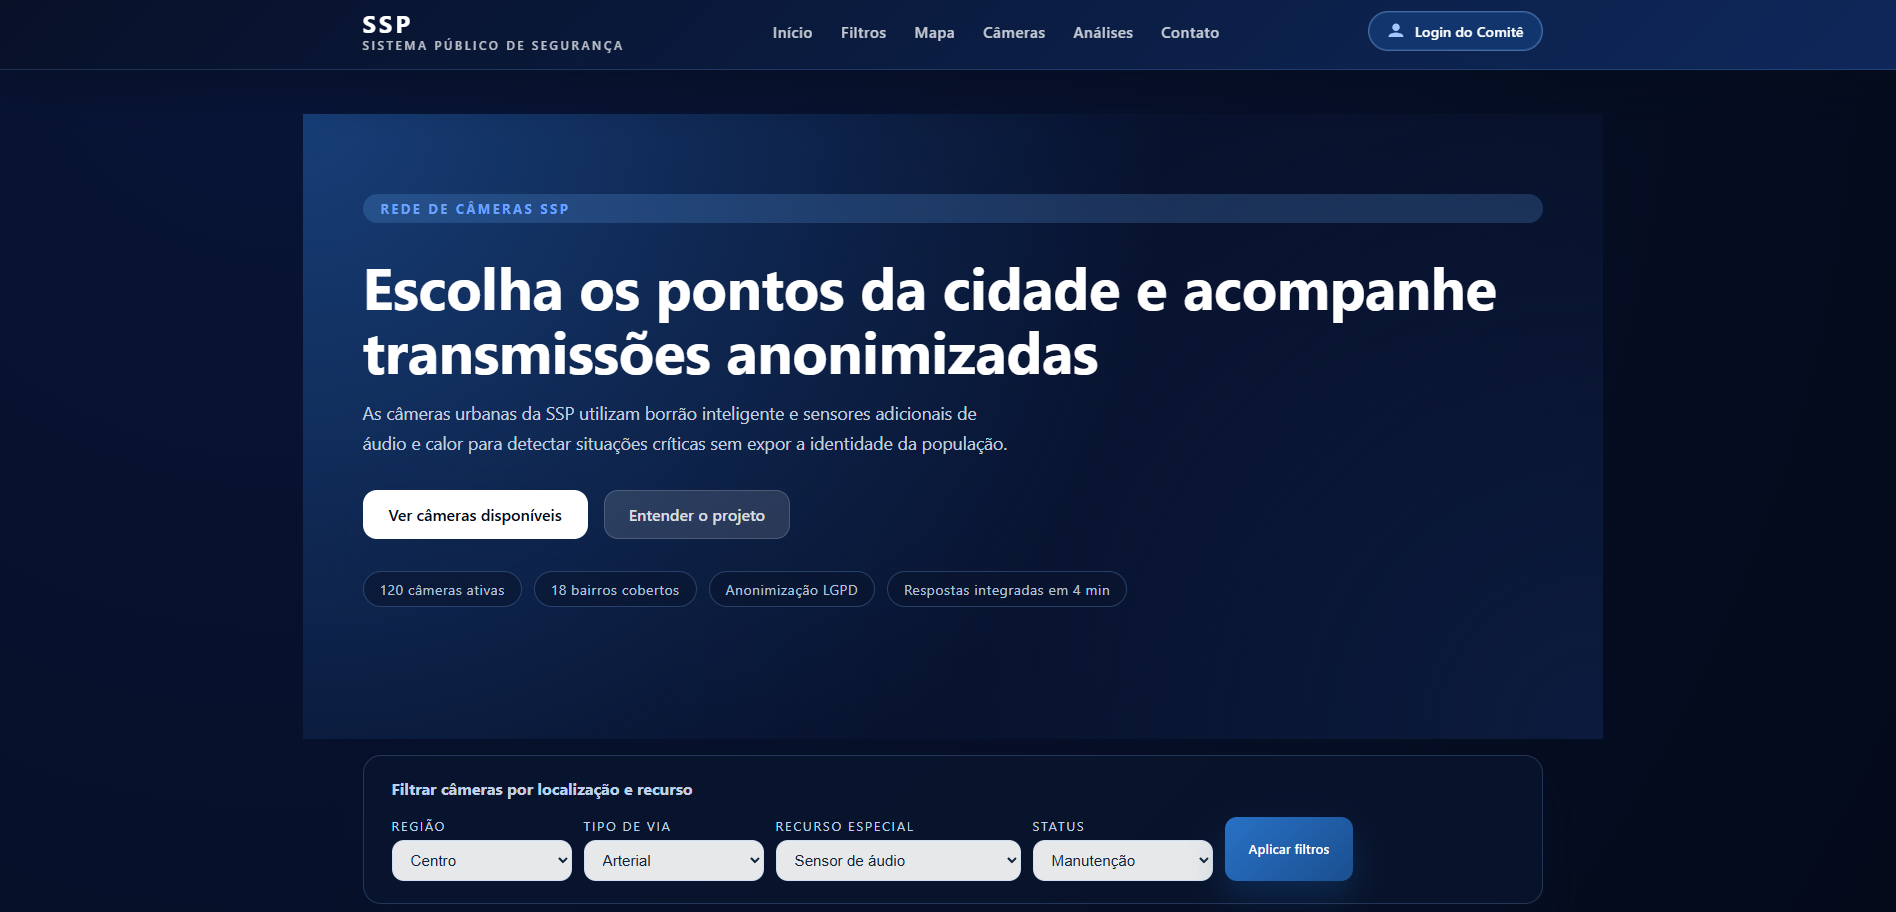 SSP
SISTEMA PÚBLICO DE SEGURANÇA
Início
Filtros
Mapa
Câmeras
Análises
Contato
Login do Comitê
REDE DE CÂMERAS SSP
Escolha os pontos da cidade e acompanhe
transmissões anonimizadas
As câmeras urbanas da SSP utilizam borrão inteligente e sensores adicionais de
áudio e calor para detectar situações críticas sem expor a identidade da população.
Ver câmeras disponíveis
Entender o projeto
120 câmeras ativas
18 bairros cobertos
Anonimização LGPD
Respostas integradas em 4 min
Filtrar câmeras por localização e recurso
REGIÃO
TIPO DE VIA
RECURSO ESPECIAL
STATUS
Centro
Arterial
Sensor de áudio
Manutenção
Aplicar filtros